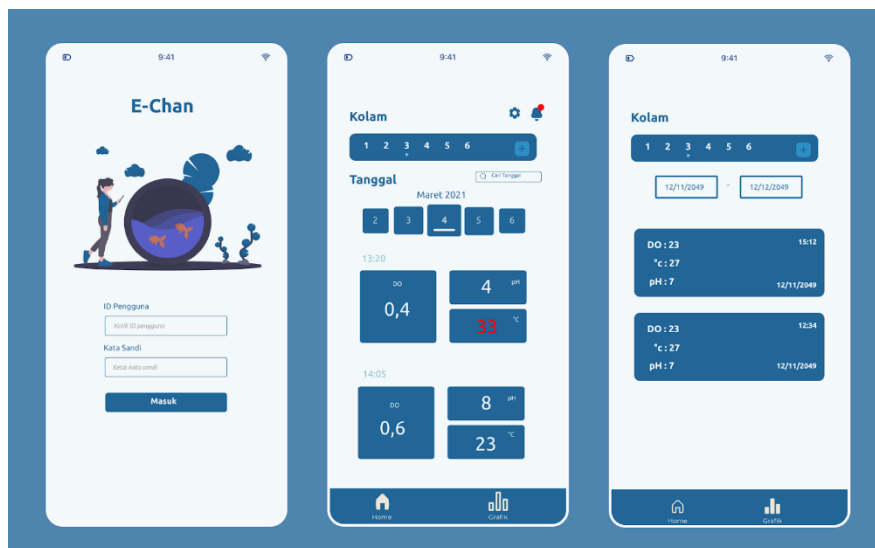 9:41
E-Chan
ID Pengguna
Ketik ID pengguna
Kata Sandi
Ketik kata sandi
Masuk
9:41
Kolam
1 2 3 4 5 6 +
Tanggal
Cari Tanggal
Maret 2021
2 3 4 5 6
13:20
DO
0,4
4 pH
33 °C
14:05
DO
0,6
8 pH
23 °C
Home Grafik
9:41
Kolam
1 2 3 4 5 6 +
12/11/2049 - 12/12/2049
DO : 23 15:12
°c : 27
pH : 7 12/11/2049
DO : 23 12:34
°c : 27
pH : 7 12/11/2049
Home Grafik